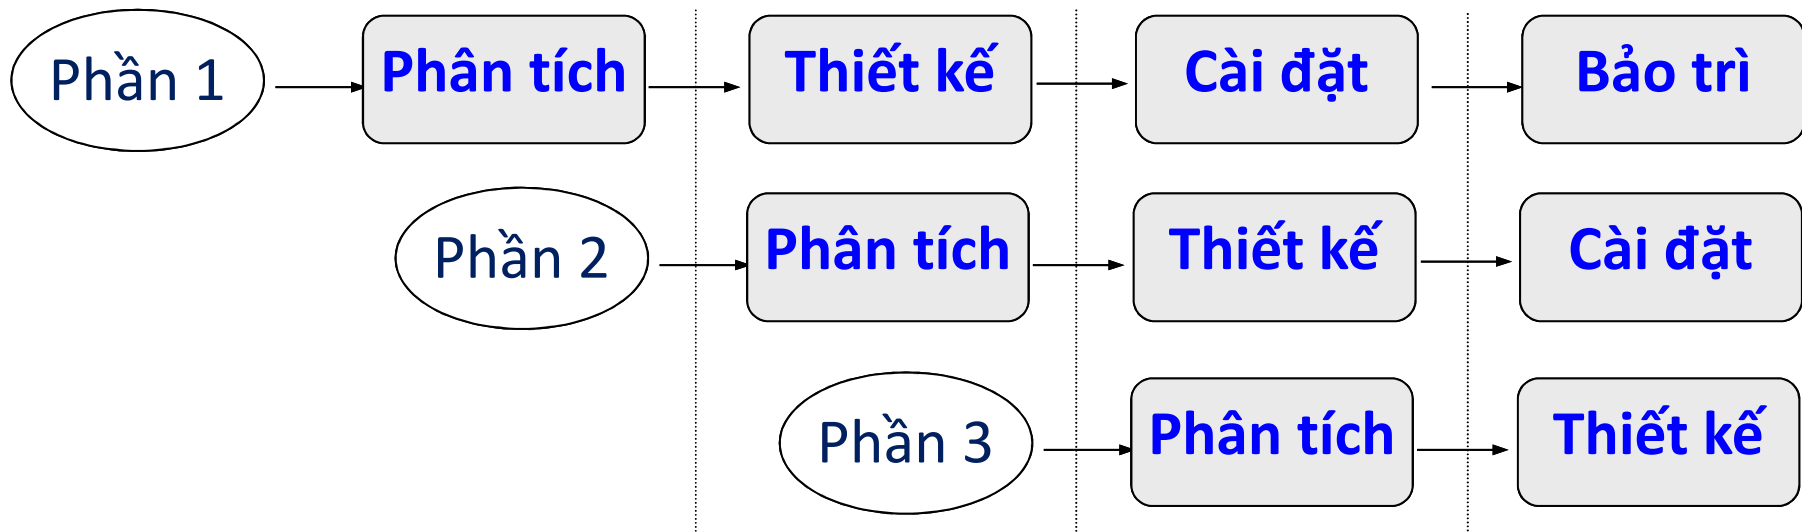 Phần 1
Phân tích
Thiết kế
Cài đặt
Bảo trì
Phần 2
Phân tích
Thiết kế
Cài đặt
Phần 3
Phân tích
Thiết kế